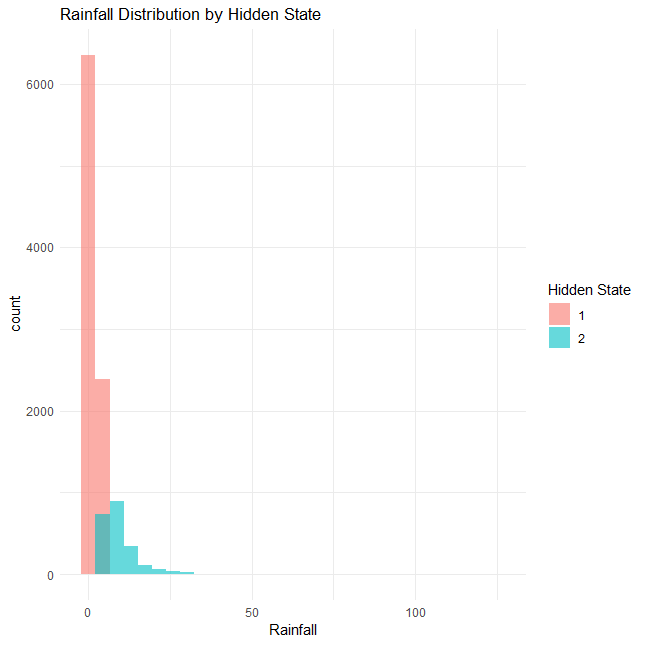 Rainfall Distribution by Hidden State
6000
4000
2000
0
count
0 50 100
Rainfall
Hidden State
1
2